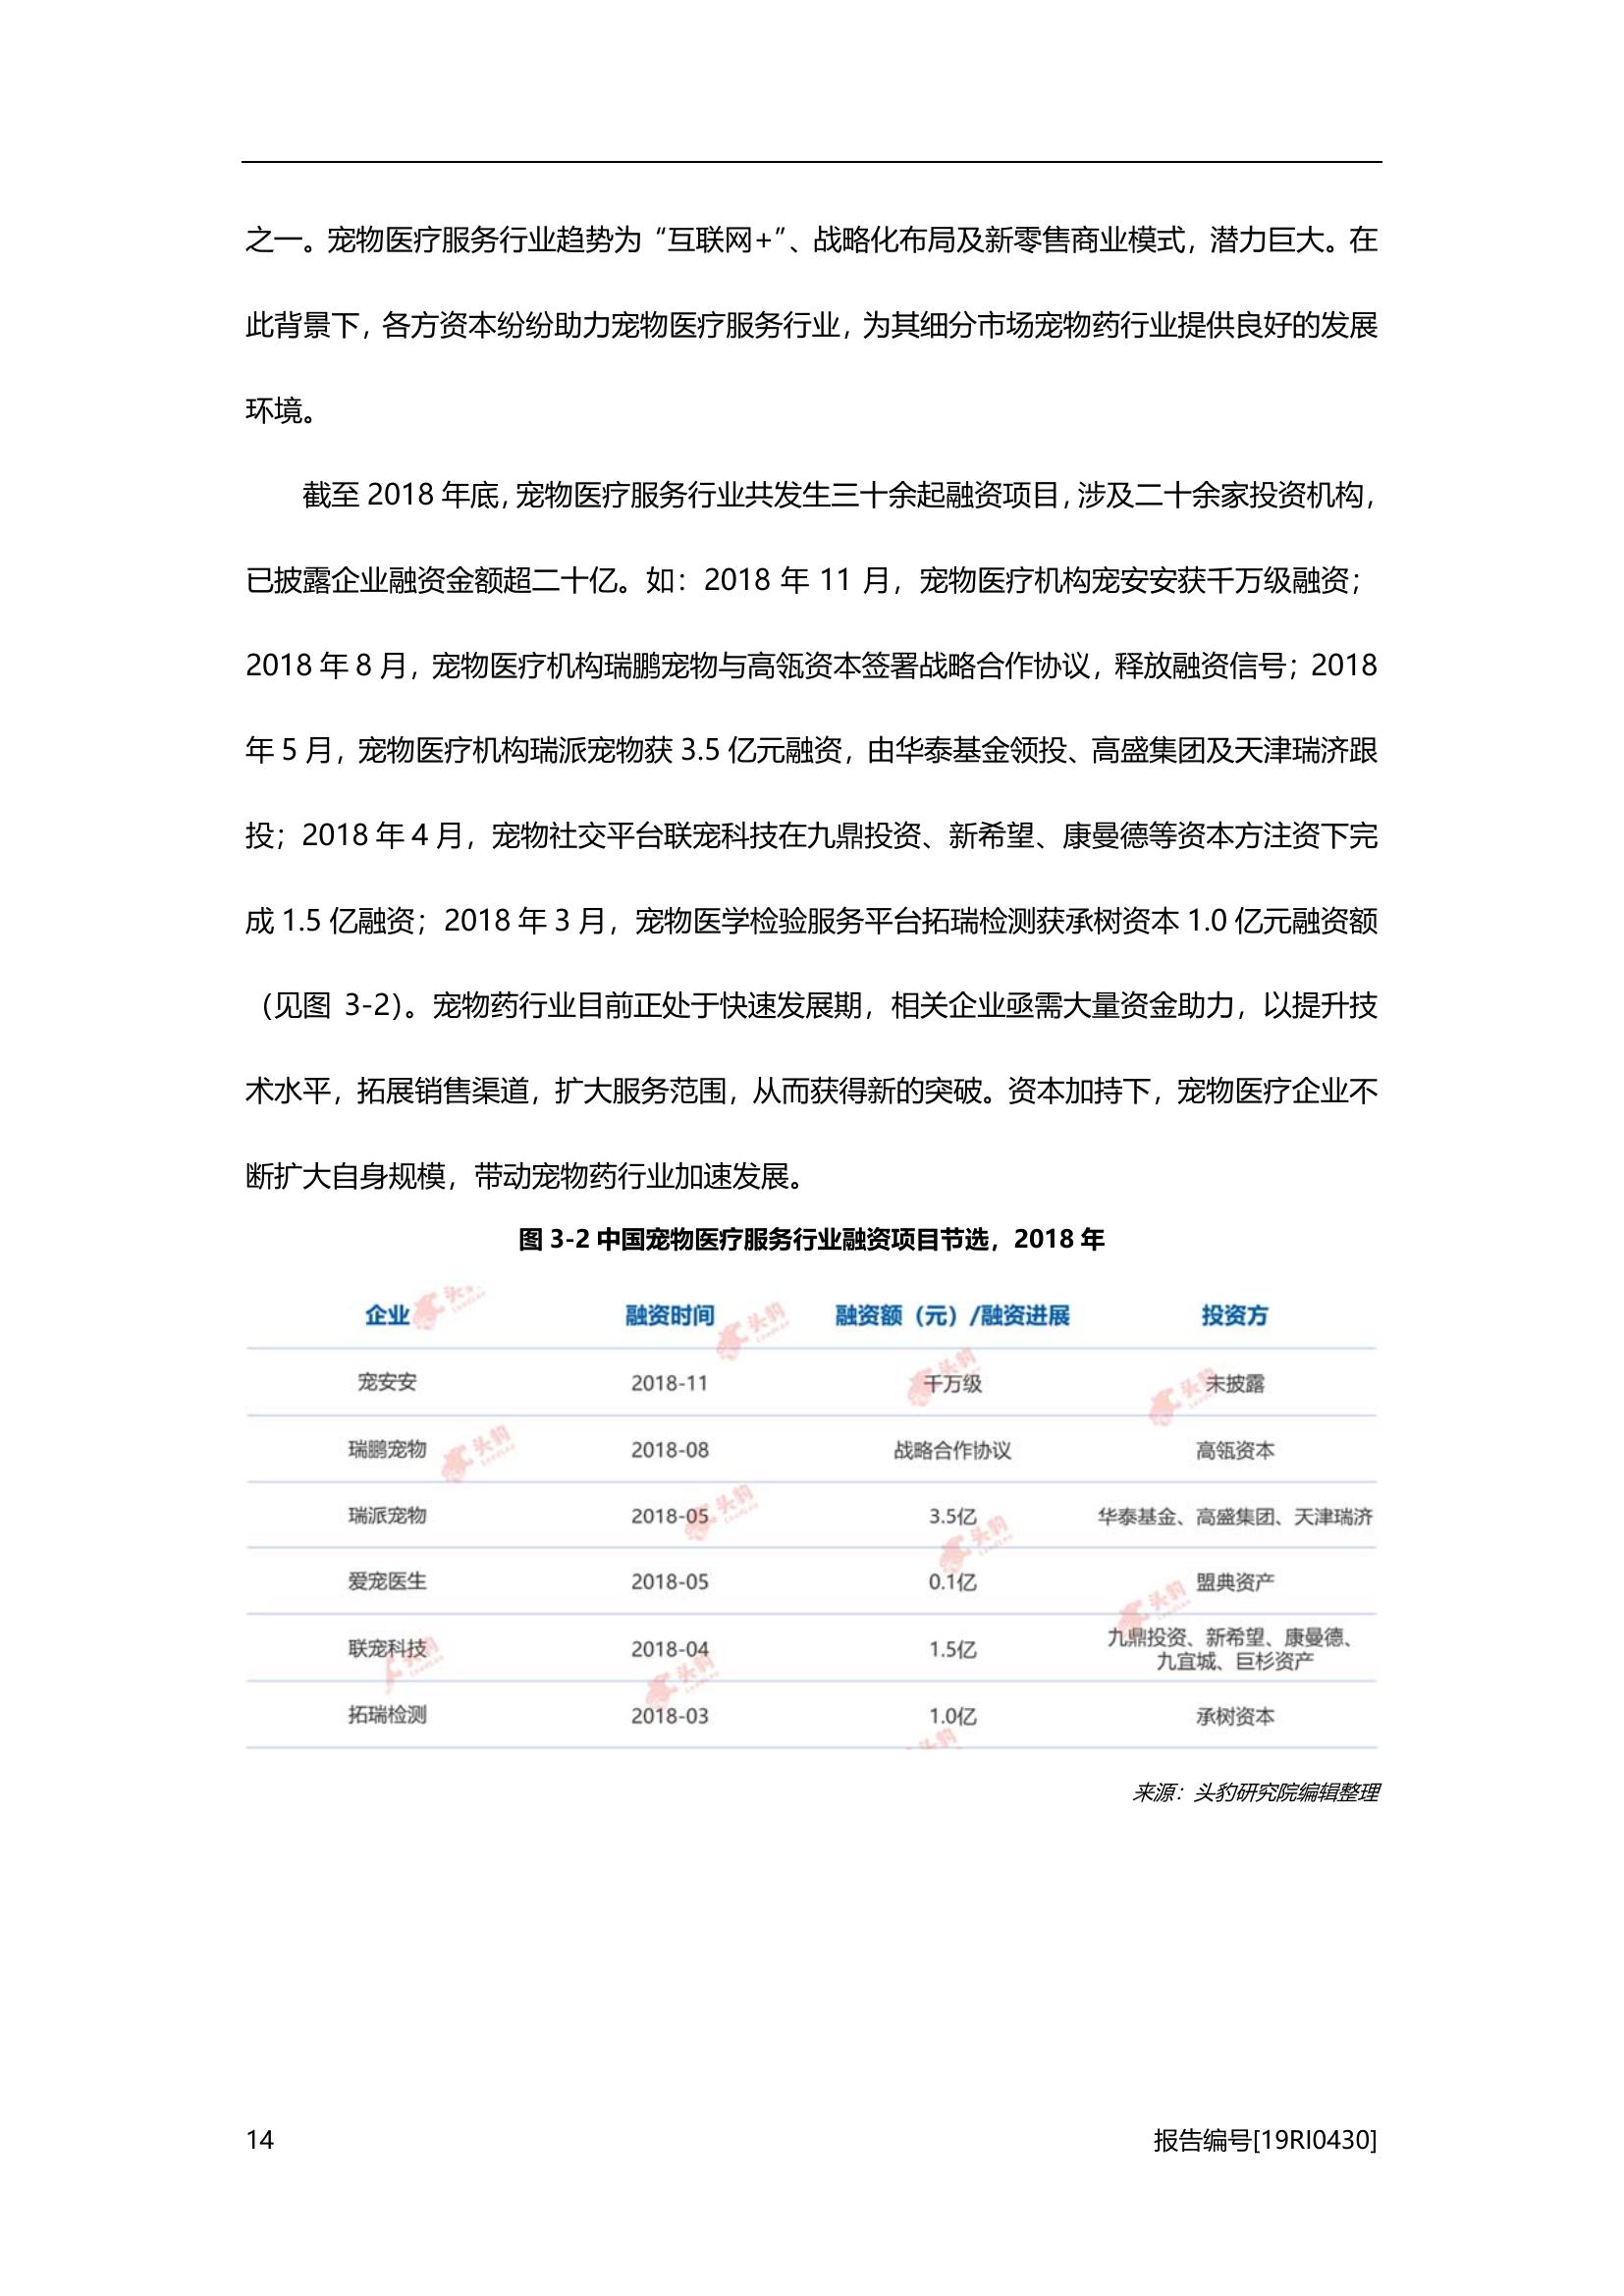 之一。宠物医疗服务行业趋势为“互联网+”、战略化布局及新零售商业模式，潜力巨大。在
此背景下，各方资本纷纷助力宠物医疗服务行业，为其细分市场宠物药行业提供良好的发展
环境。
截至 2018 年底，宠物医疗服务行业共发生三十余起融资项目，涉及二十余家投资机构，
已披露企业融资金额超二十亿。如：2018 年 11 月，宠物医疗机构宠安安获千万级融资；
2018 年 8 月，宠物医疗机构瑞鹏宠物与高瓴资本签署战略合作协议，释放融资信号；2018
年 5 月，宠物医疗机构瑞派宠物获 3.5 亿元融资，由华泰基金领投、高盛集团及天津瑞济跟
投；2018 年 4 月，宠物社交平台联宠科技在九鼎投资、新希望、康曼德等资本方注资下完
成 1.5 亿融资；2018 年 3 月，宠物医学检验服务平台拓瑞检测获承树资本 1.0 亿元融资额
（见图 3-2）。宠物药行业目前正处于快速发展期，相关企业亟需大量资金助力，以提升技
术水平，拓展销售渠道，扩大服务范围，从而获得新的突破。资本加持下，宠物医疗企业不
断扩大自身规模，带动宠物药行业加速发展。
图 3-2 中国宠物医疗服务行业融资项目节选，2018 年
企业 融资时间 融资额（元）/融资进展 投资方
宠安安 2018-11 千万级 未披露
瑞鹏宠物 2018-08 战略合作协议 高瓴资本
瑞派宠物 2018-05 3.5亿 华泰基金、高盛集团、天津瑞济
爱宠医生 2018-05 0.1亿 盟典资产
联宠科技 2018-04 1.5亿 九鼎投资、新希望、康曼德、
九宜城、巨杉资产
拓瑞检测 2018-03 1.0亿 承树资本
来源：头豹研究院编辑整理
14 报告编号[19RI0430]